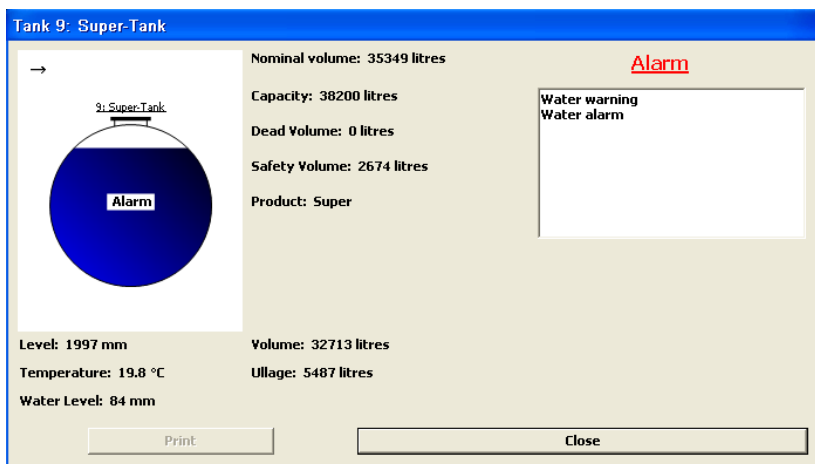 Tank 9: Super-Tank
→
9: Super-Tank
Alarm
Nominal volume: 35349 litres
Capacity: 38200 litres
Dead Volume: 0 litres
Safety Volume: 2674 litres
Product: Super
Alarm
Water warning
Water alarm
Level: 1997 mm
Volume: 32713 litres
Temperature: 19.8 °C
Ullage: 5487 litres
Water Level: 84 mm
Print
Close